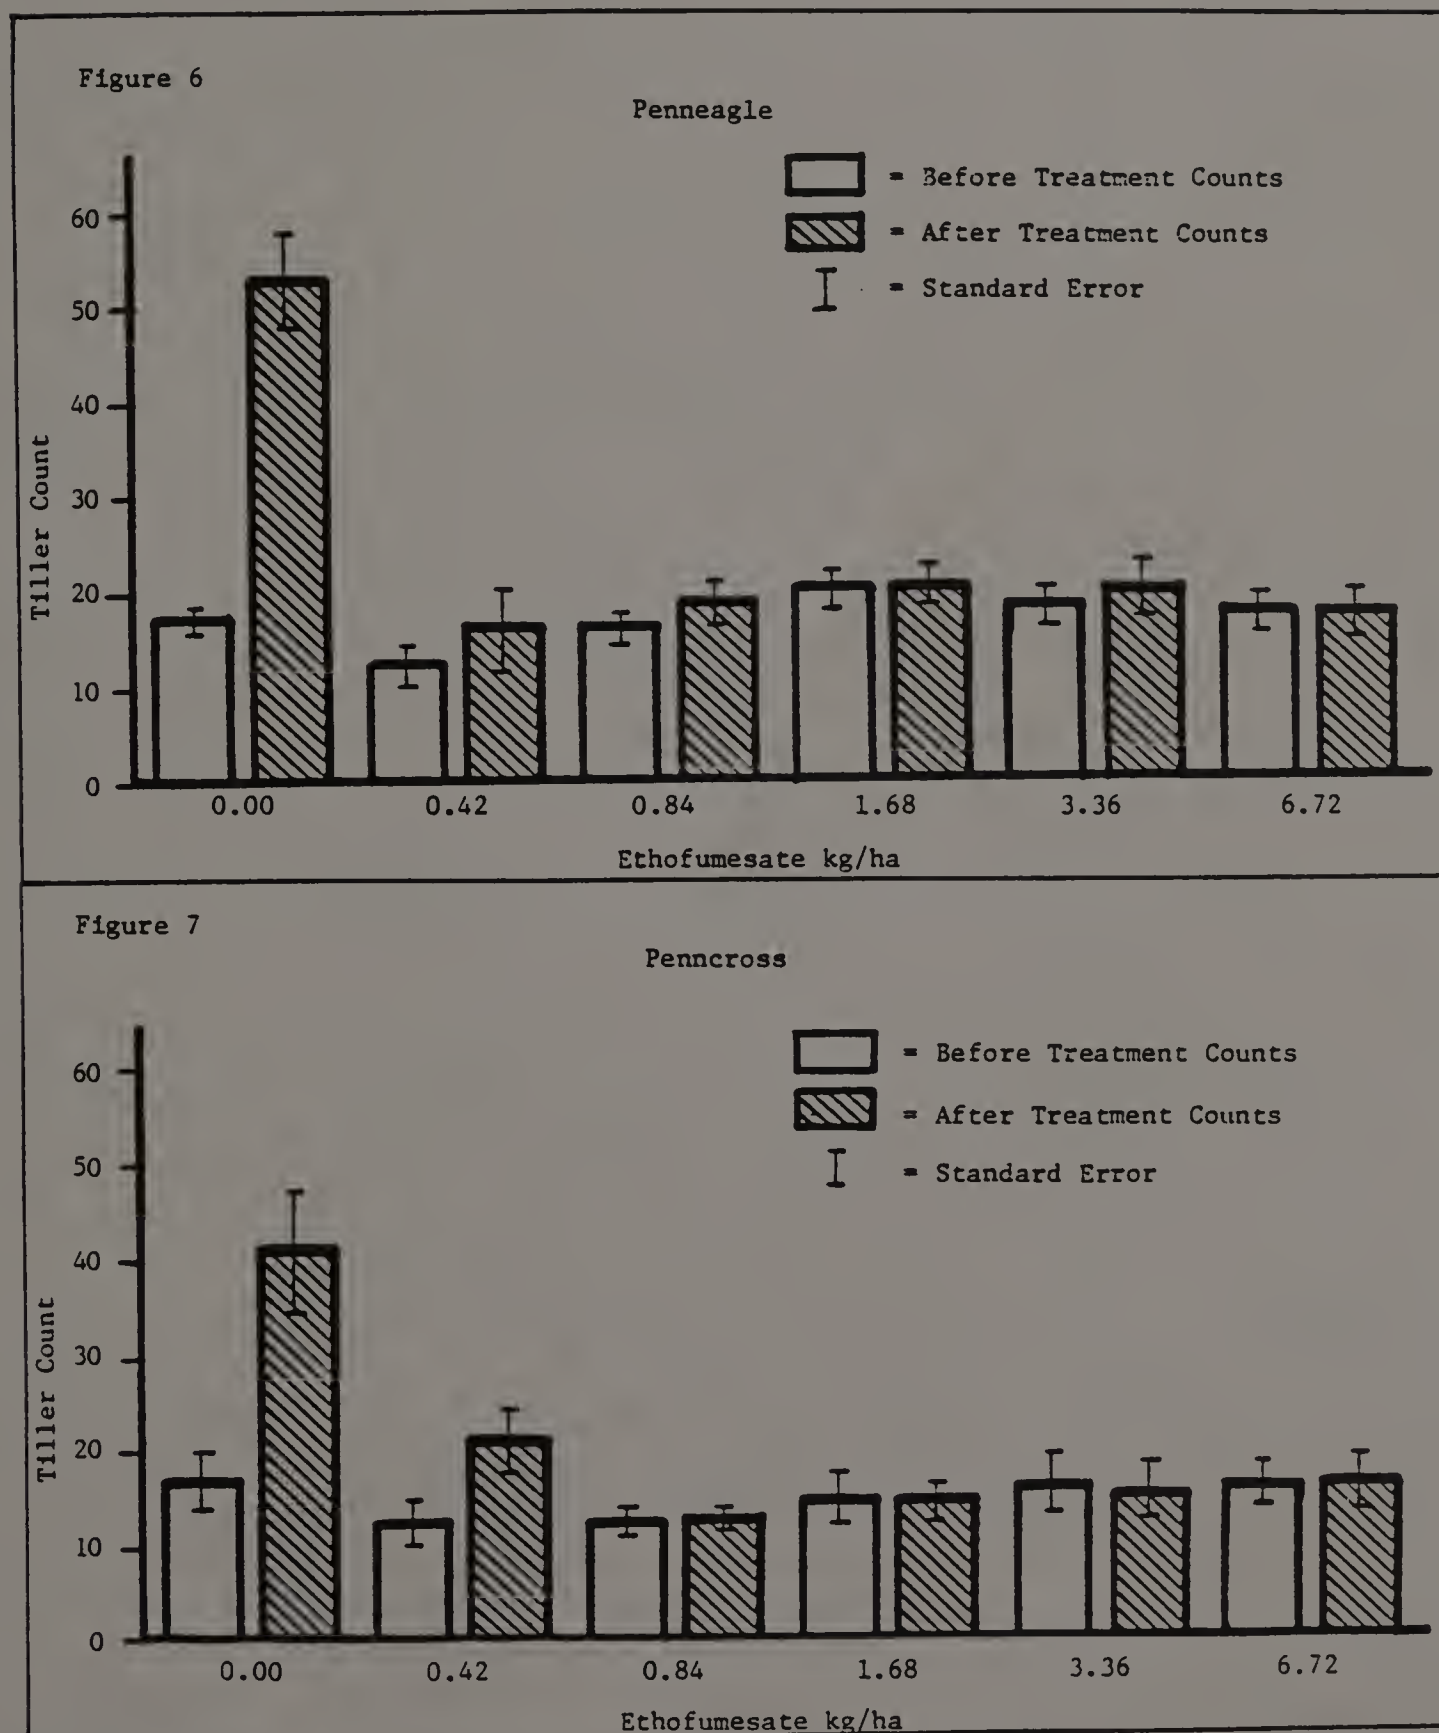 Figure 6
Penneagle
= Before Treatment Counts
= After Treatment Counts
= Standard Error
60
50
40
30
20
10
0
Tiller Count
0.00 0.42 0.84 1.68 3.36 6.72
Ethofumesate kg/ha
Figure 7
Penncross
= Before Treatment Counts
= After Treatment Counts
= Standard Error
60
50
40
30
20
10
0
Tiller Count
0.00 0.42 0.84 1.68 3.36 6.72
Ethofumesate kg/ha